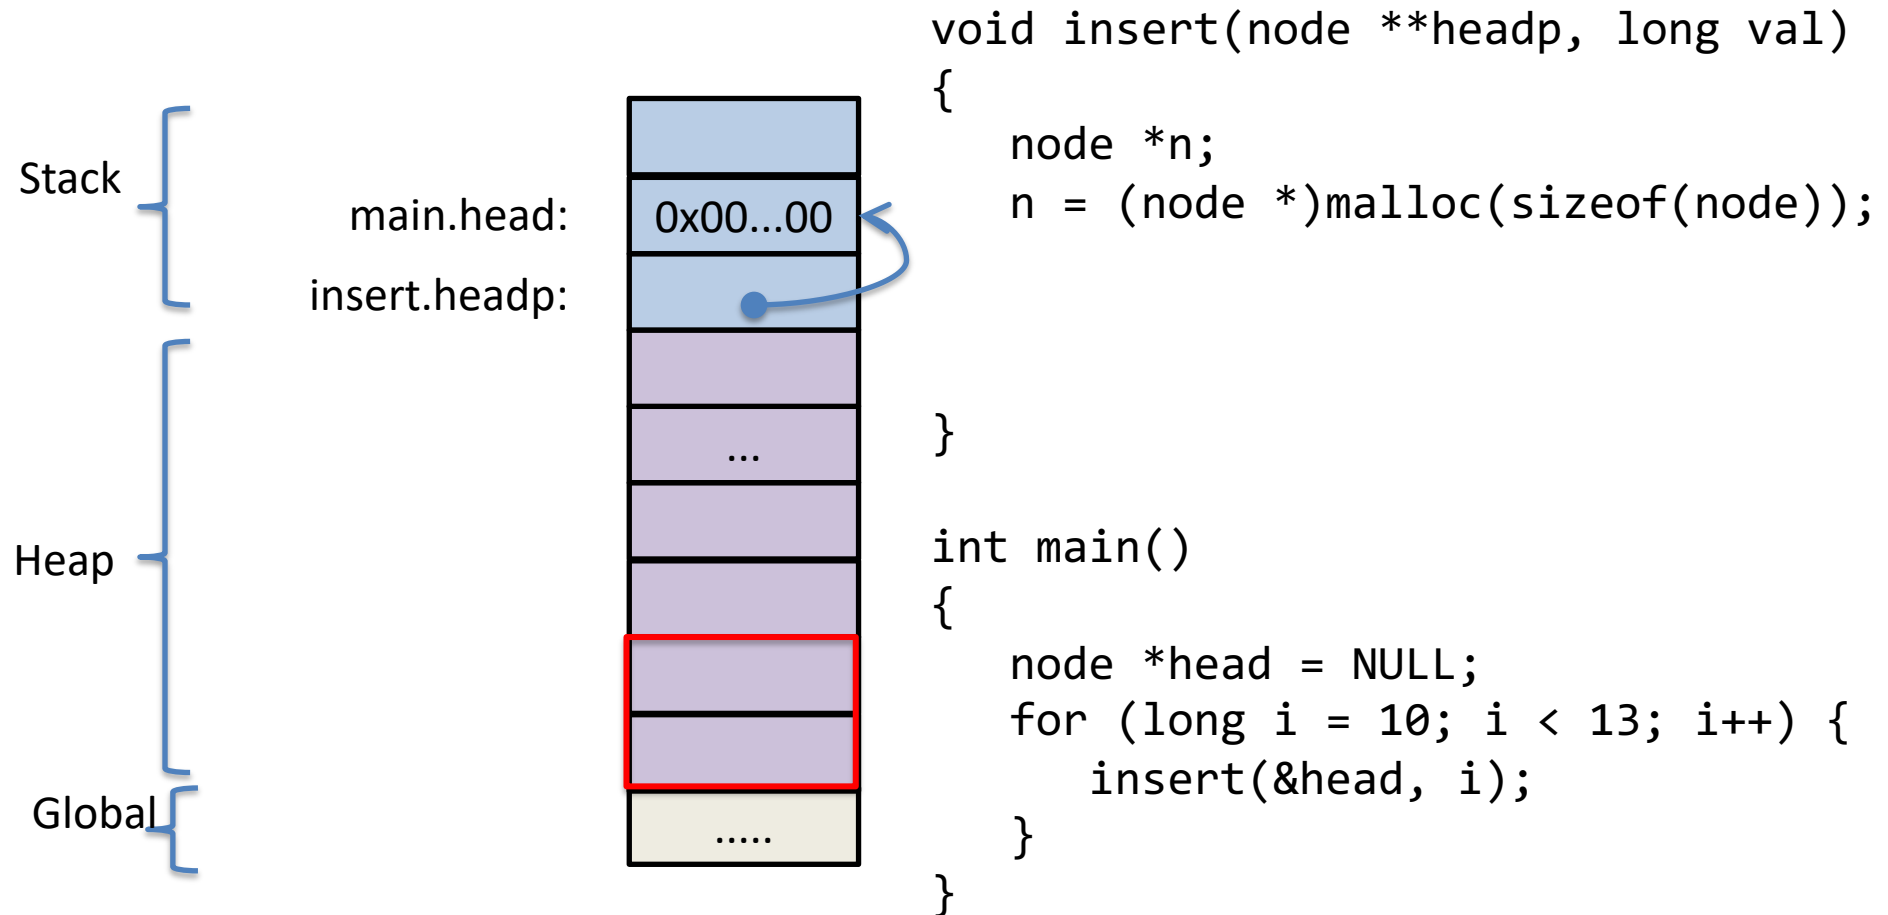 Stack
main.head:
0x00...00
insert.headp:
Heap
...
Global
.....
void insert(node **headp, long val)
{
   node *n;
   n = (node *)malloc(sizeof(node));
}
int main()
{
   node *head = NULL;
   for (long i = 10; i < 13; i++) {
      insert(&head, i);
   }
}